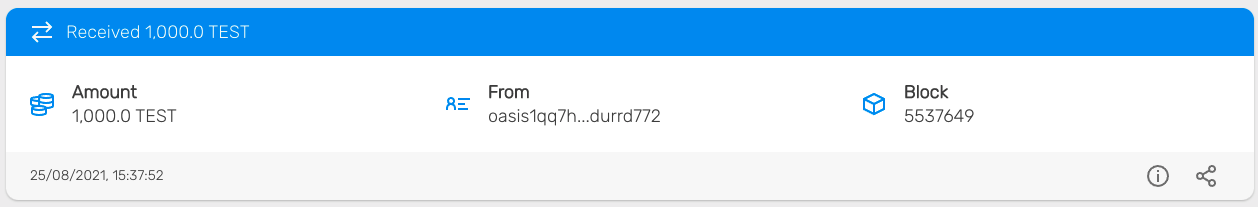 Received 1,000.0 TEST
Amount
1,000.0 TEST
From
oasis1qq7h...durrd772
Block
5537649
25/08/2021, 15:37:52